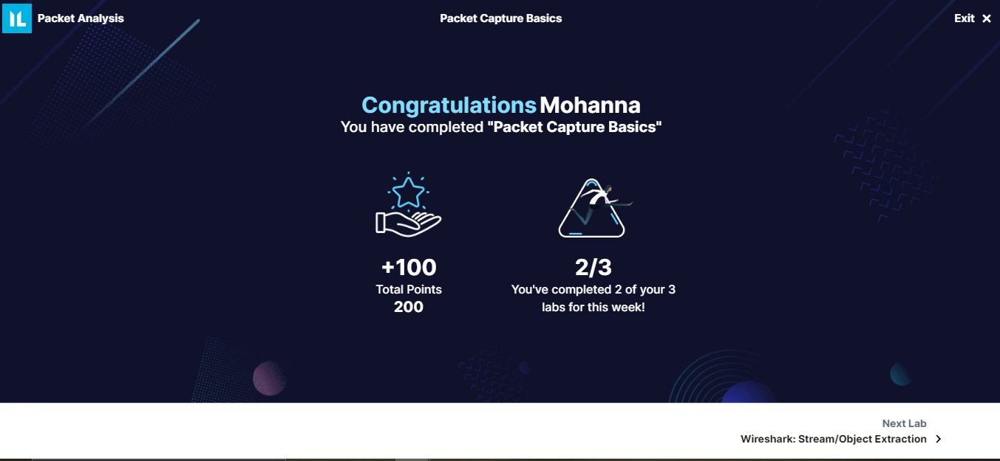 IL
Packet Analysis
Packet Capture Basics
Exit ✕
Congratulations Mohanna
You have completed "Packet Capture Basics"
+100
Total Points
200
2/3
You've completed 2 of your 3
labs for this week!
Next Lab
Wireshark: Stream/Object Extraction